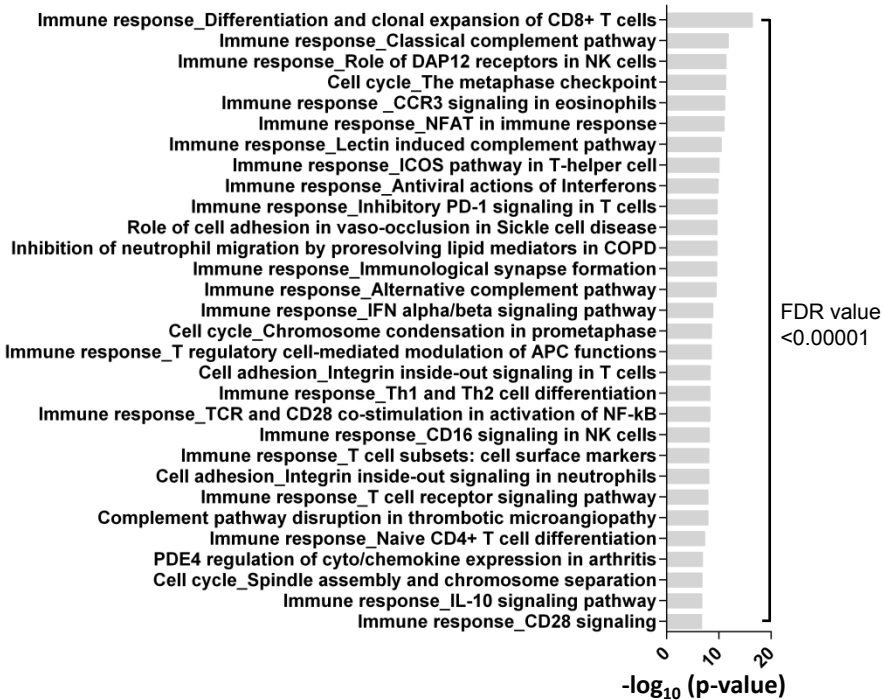 Immune response_Differentiation and clonal expansion of CD8+ T cells
Immune response_Classical complement pathway
Immune response_Role of DAP12 receptors in NK cells
Cell cycle_The metaphase checkpoint
Immune response _CCR3 signaling in eosinophils
Immune response_NFAT in immune response
Immune response_Lectin induced complement pathway
Immune response_ICOS pathway in T-helper cell
Immune response_Antiviral actions of Interferons
Immune response_Inhibitory PD-1 signaling in T cells
Role of cell adhesion in vaso-occlusion in Sickle cell disease
Inhibition of neutrophil migration by proresolving lipid mediators in COPD
Immune response_Immunological synapse formation
Immune response_Alternative complement pathway
Immune response_IFN alpha/beta signaling pathway
Cell cycle_Chromosome condensation in prometaphase
Immune response_T regulatory cell-mediated modulation of APC functions
Cell adhesion_Integrin inside-out signaling in T cells
Immune response_Th1 and Th2 cell differentiation
Immune response_TCR and CD28 co-stimulation in activation of NF-kB
Immune response_CD16 signaling in NK cells
Immune response_T cell subsets: cell surface markers
Cell adhesion_Integrin inside-out signaling in neutrophils
Immune response_T cell receptor signaling pathway
Complement pathway disruption in thrombotic microangiopathy
Immune response_Naive CD4+ T cell differentiation
PDE4 regulation of cyto/chemokine expression in arthritis
Cell cycle_Spindle assembly and chromosome separation
Immune response_IL-10 signaling pathway
Immune response_CD28 signaling
FDR value
<0.00001
0 10 20
-log₁₀ (p-value)